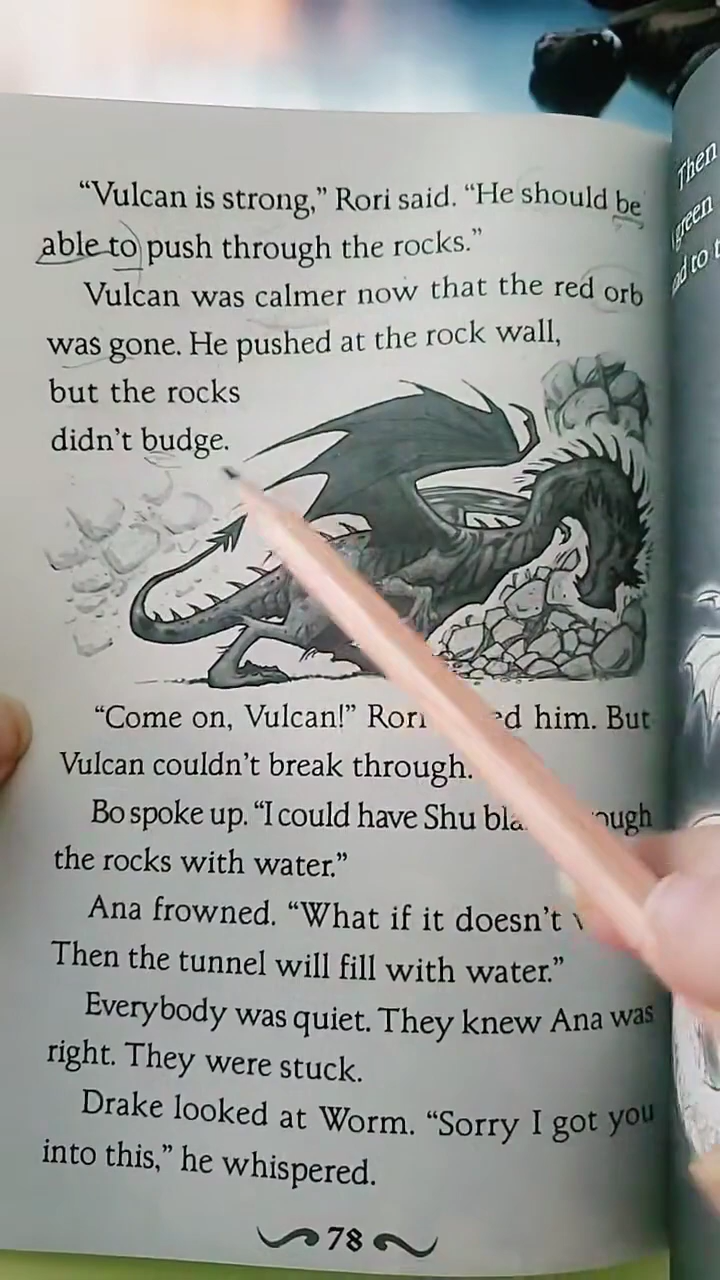 “Vulcan is strong,” Rori said. “He should be
able to push through the rocks.”
Vulcan was calmer now that the red orb
was gone. He pushed at the rock wall,
but the rocks
didn’t budge.
“Come on, Vulcan!” Rori him. But
Vulcan couldn’t break through.
Bo spoke up. “I could have Shu
the rocks with water.”
Ana frowned. “What if it doesn’t
Then the tunnel will fill with water.”
Everybody was quiet. They knew Ana was
right. They were stuck.
Drake looked at Worm. “Sorry I got you
into this,” he whispered.
78
Then
green
to